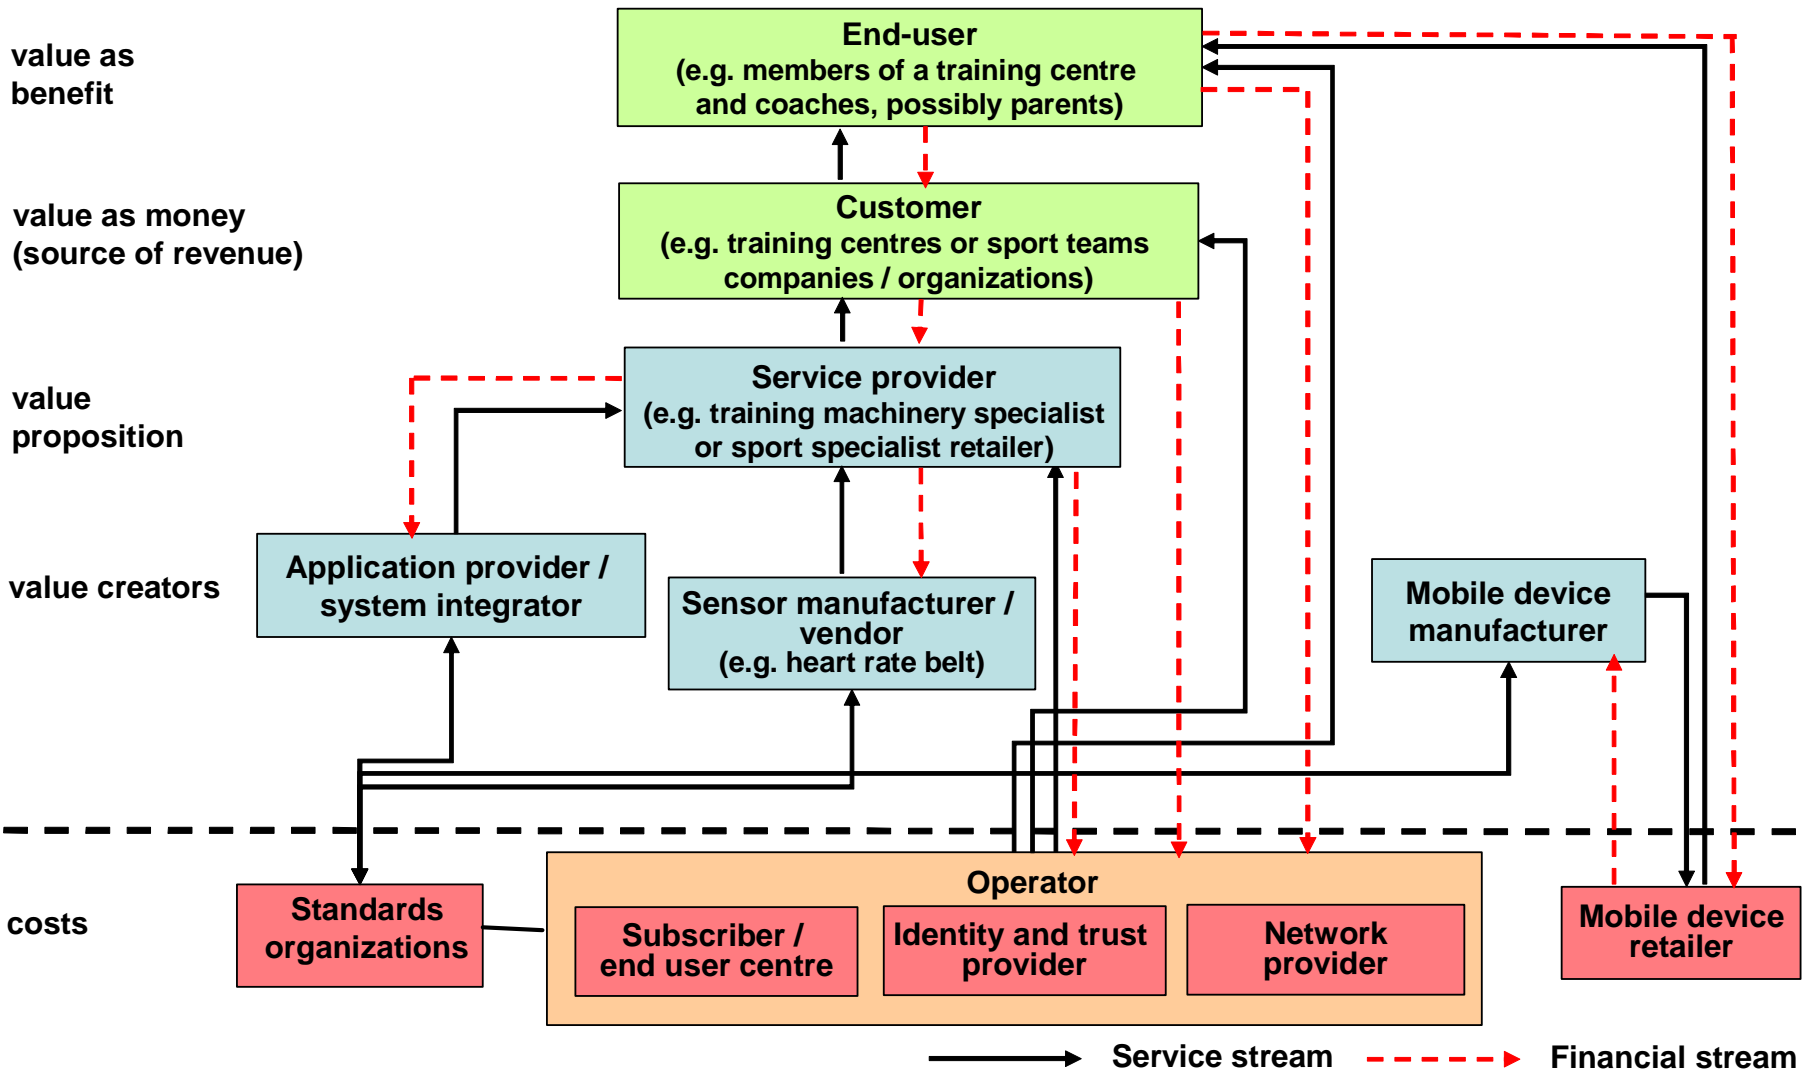 value as
benefit
End-user
(e.g. members of a training centre
and coaches, possibly parents)
value as money
(source of revenue)
Customer
(e.g. training centres or sport teams
companies / organizations)
value
proposition
Service provider
(e.g. training machinery specialist
or sport specialist retailer)
value creators
Application provider /
system integrator
Sensor manufacturer /
vendor
(e.g. heart rate belt)
Mobile device
manufacturer
costs
Standards
organizations
Operator
Subscriber /
end user centre
Identity and trust
provider
Network
provider
Mobile device
retailer
Service stream
Financial stream